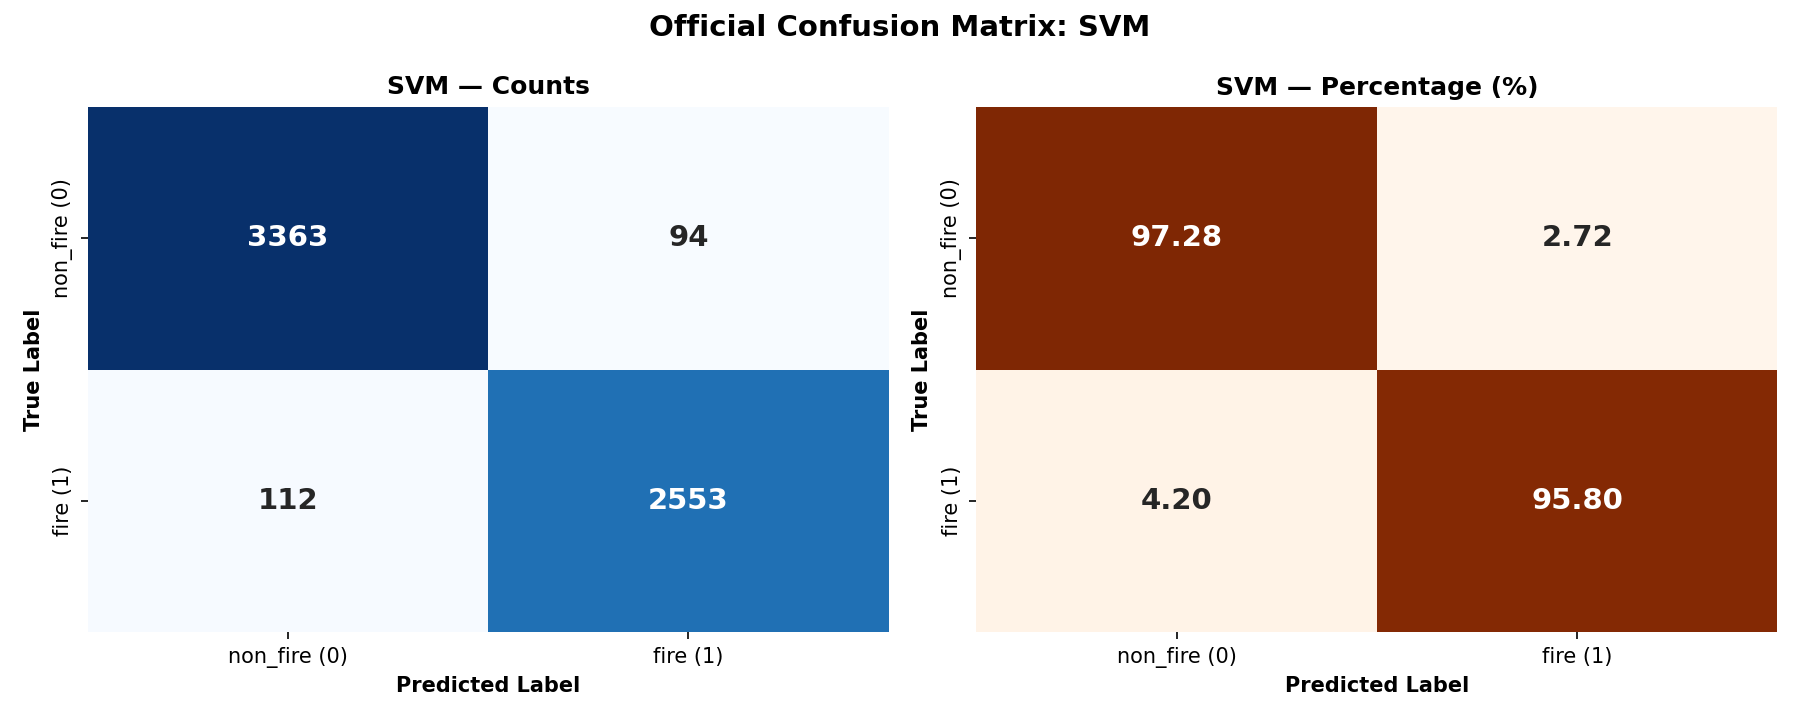 Official Confusion Matrix: SVM
SVM — Counts
True Label
non_fire (0)
3363
94
fire (1)
112
2553
non_fire (0)
fire (1)
Predicted Label
SVM — Percentage (%)
True Label
non_fire (0)
97.28
2.72
fire (1)
4.20
95.80
non_fire (0)
fire (1)
Predicted Label